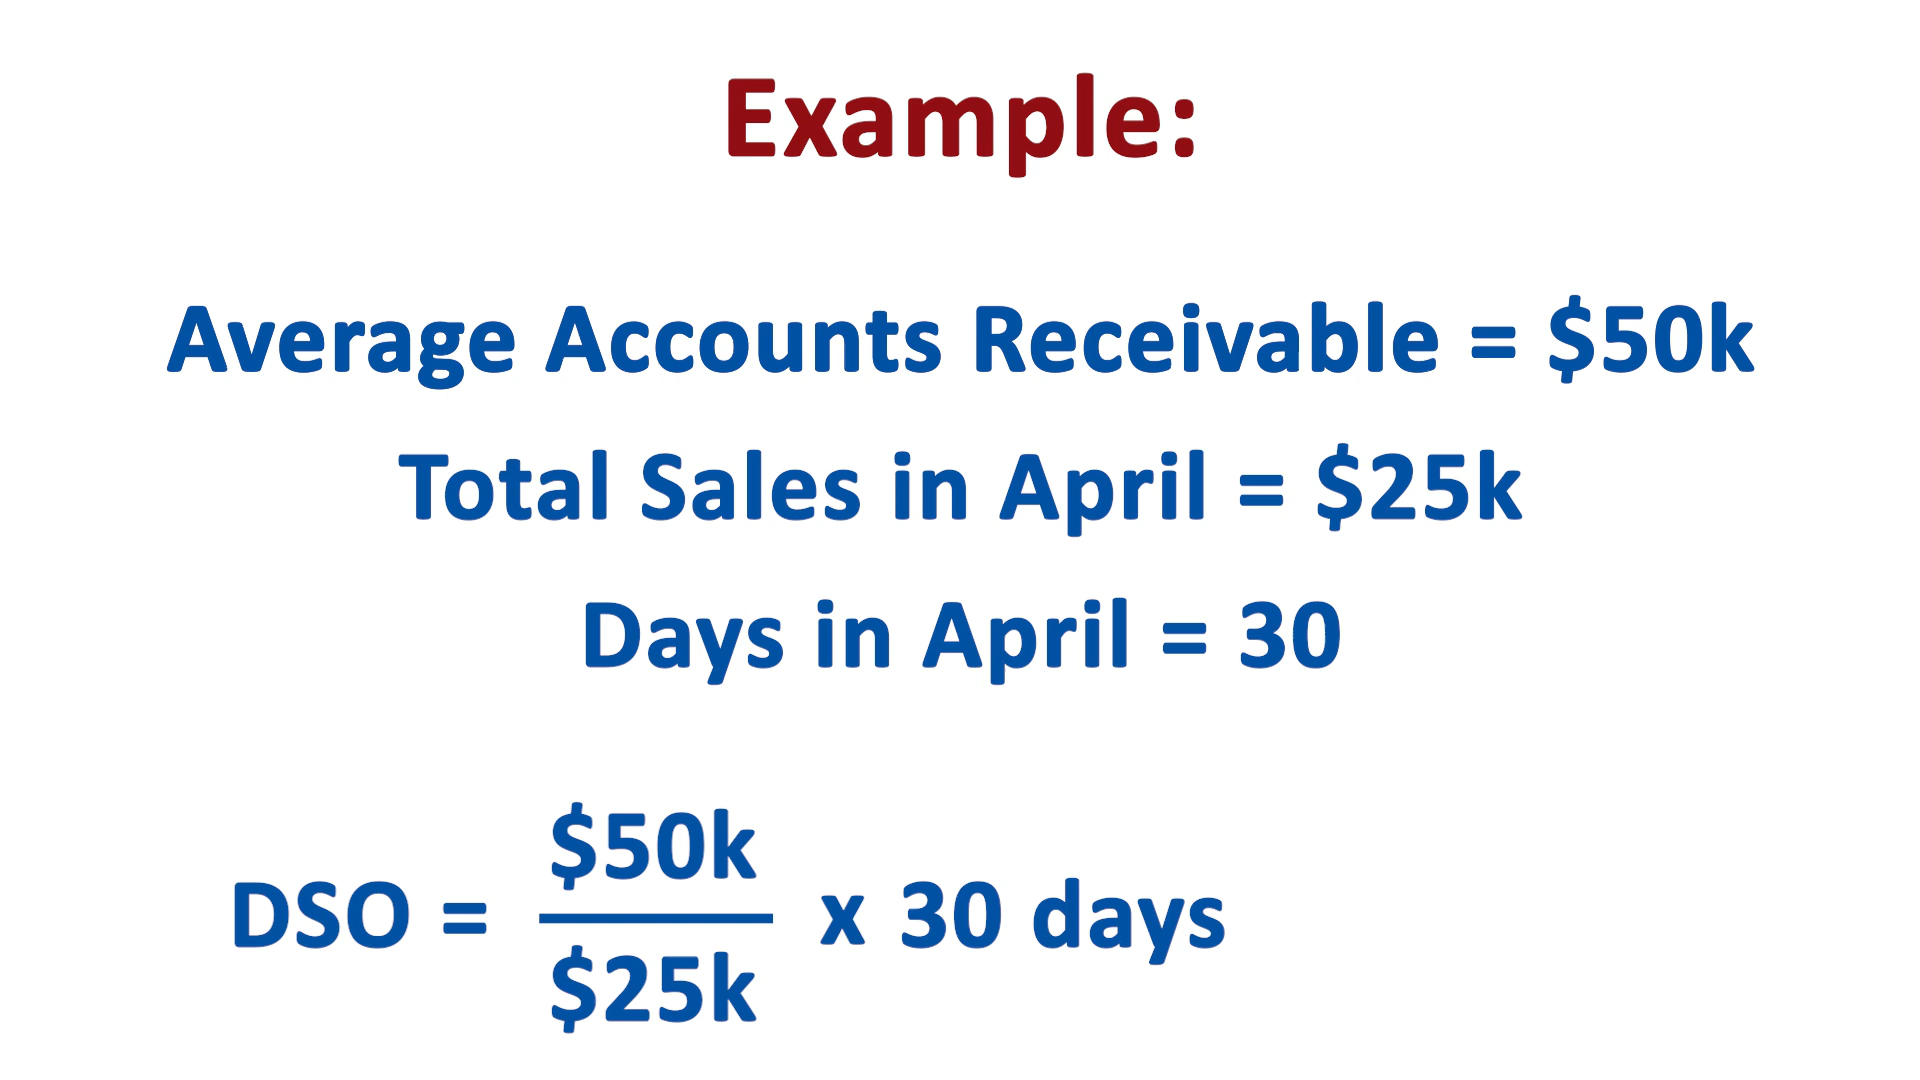 Example:
Average Accounts Receivable = $50k
Total Sales in April = $25k
Days in April = 30
$50k
DSO = x 30 days
$25k